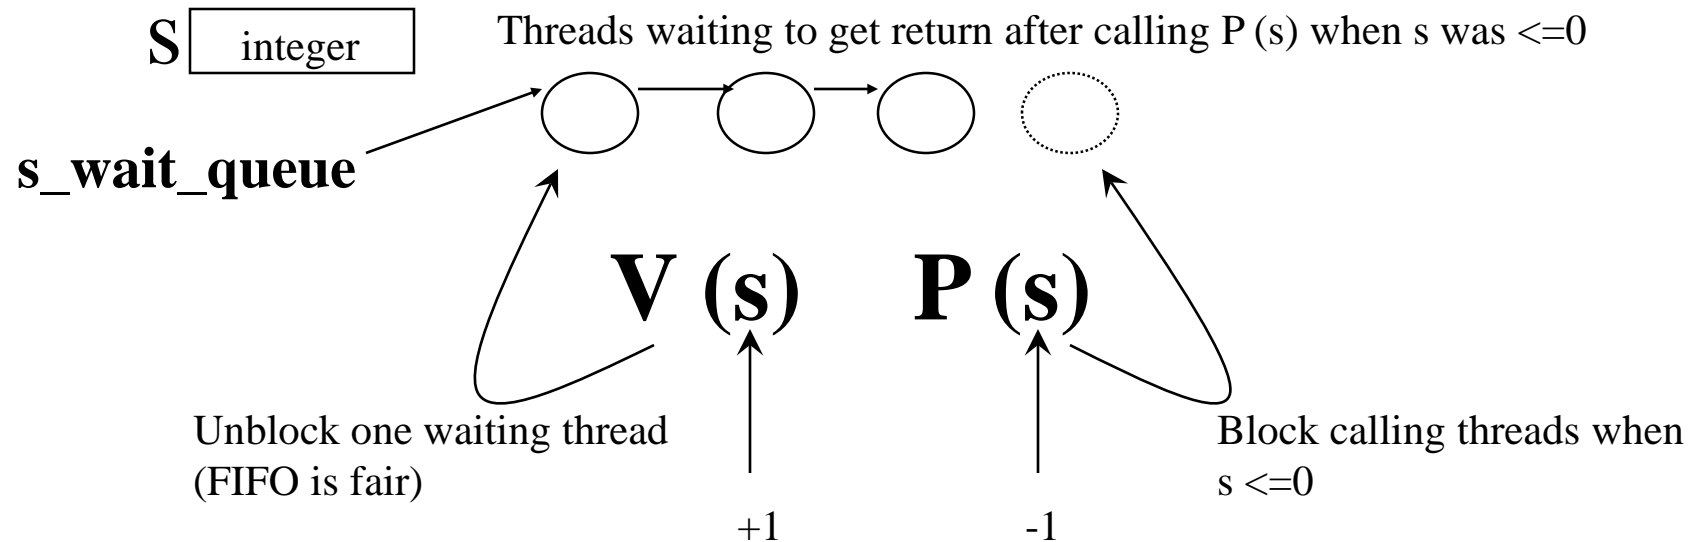 S integer
Threads waiting to get return after calling P (s) when s was <=0
s_wait_queue
V (s) P (s)
Unblock one waiting thread
(FIFO is fair)
Block calling threads when
s <=0
+1 -1